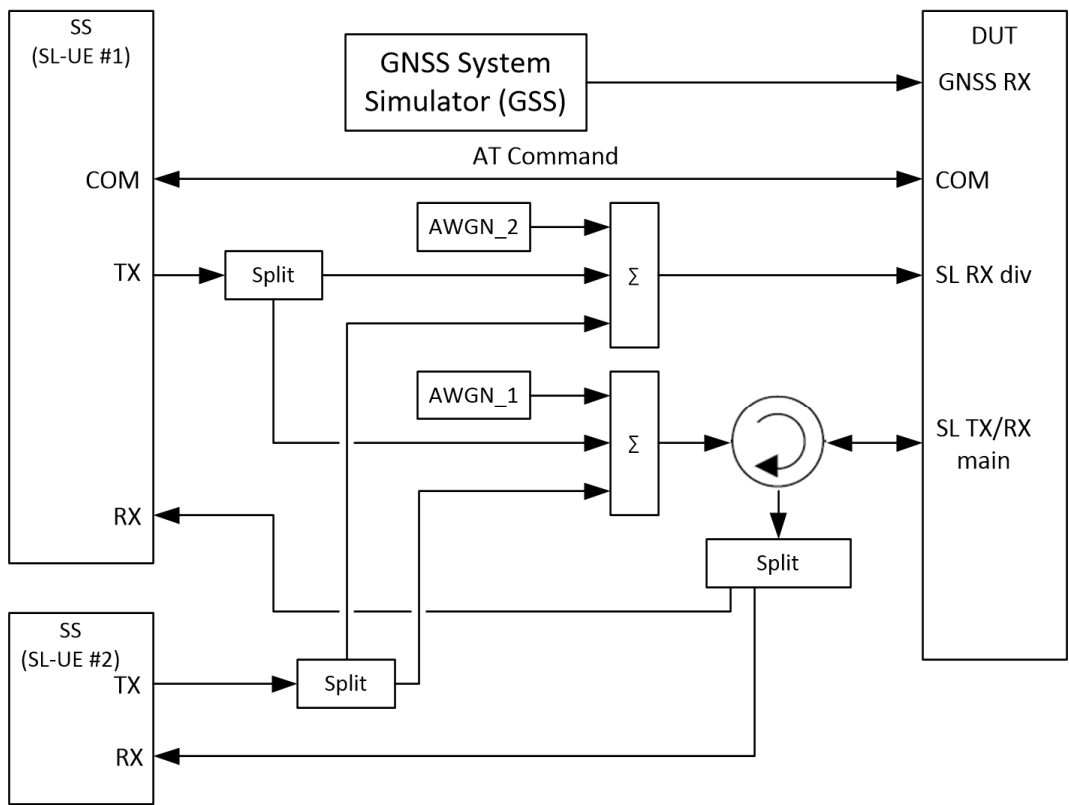 SS
(SL-UE #1)
DUT
GNSS System
Simulator (GSS)
GNSS RX
AT Command
COM
COM
AWGN_2
TX
Split
Σ
SL RX div
AWGN_1
Σ
SL TX/RX
main
RX
Split
SS
(SL-UE #2)
TX
Split
RX